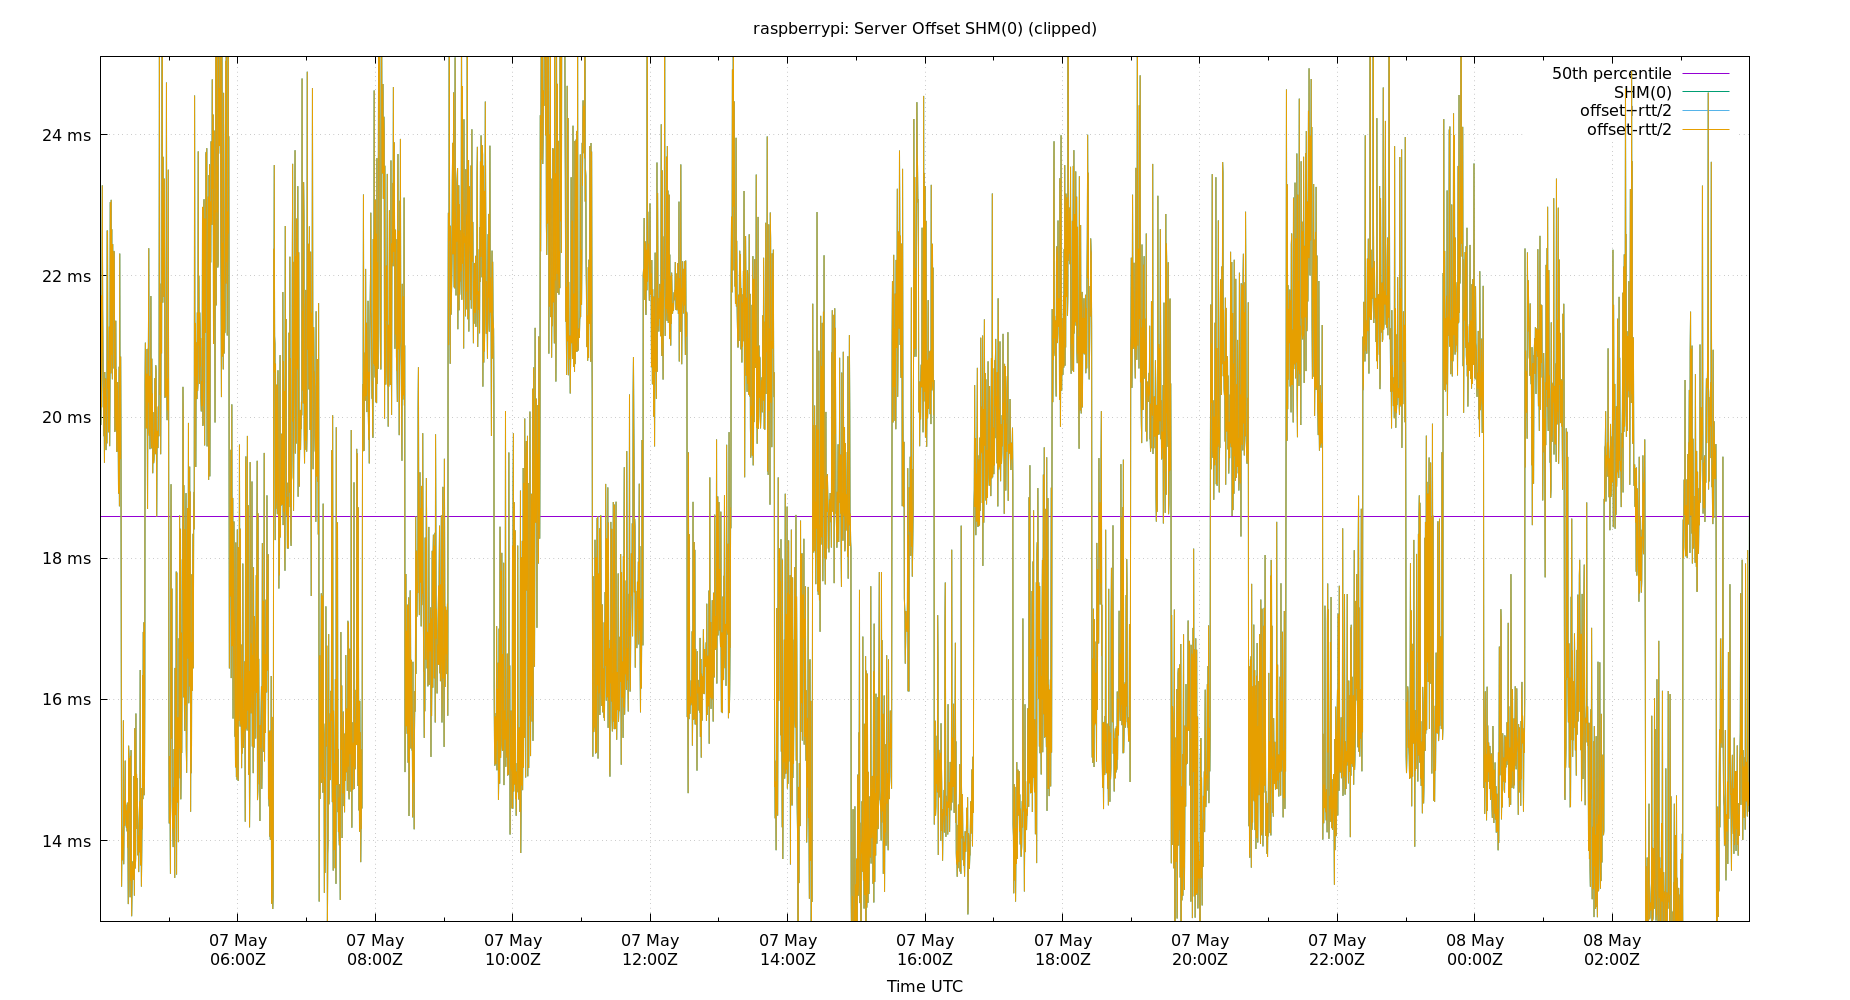 raspberrypi: Server Offset SHM(0) (clipped)
50th percentile
SHM(0)
offset+rtt/2
offset-rtt/2
24 ms
22 ms
20 ms
18 ms
16 ms
14 ms
07 May 07 May 07 May 07 May 07 May 07 May 07 May 07 May 07 May 08 May 08 May
06:00Z 08:00Z 10:00Z 12:00Z 14:00Z 16:00Z 18:00Z 20:00Z 22:00Z 00:00Z 02:00Z
Time UTC